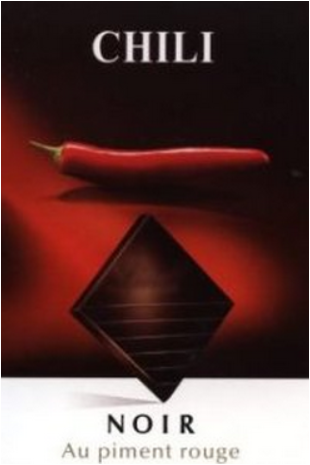 CHILI
NOIR
Au piment rouge